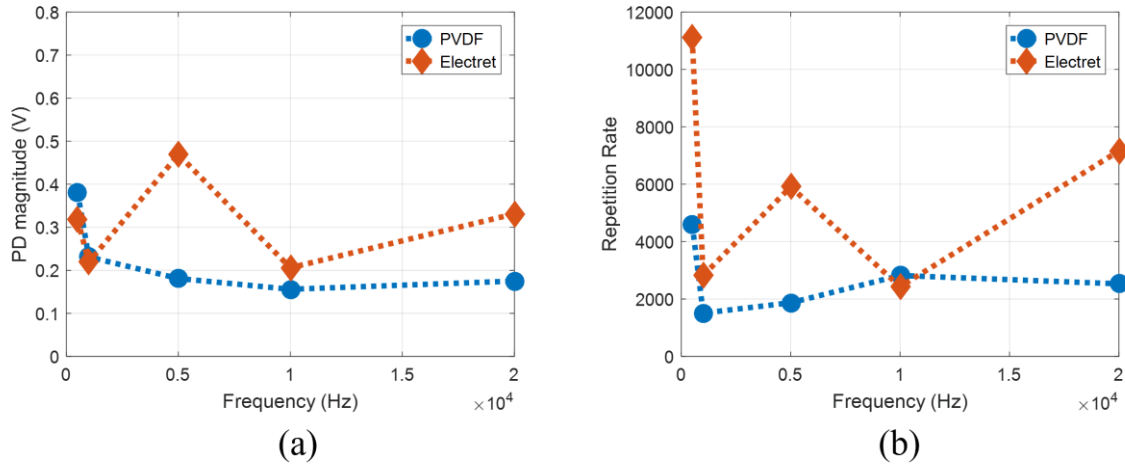 0.8
0.7
0.6
0.5
0.4
0.3
0.2
0.1
0
PD magnitude (V)
PVDF
Electret
0 0.5 1 1.5 2
Frequency (Hz)
×10⁴
(a)
12000
10000
8000
6000
4000
2000
0
Repetition Rate
PVDF
Electret
0 0.5 1 1.5 2
Frequency (Hz)
×10⁴
(b)